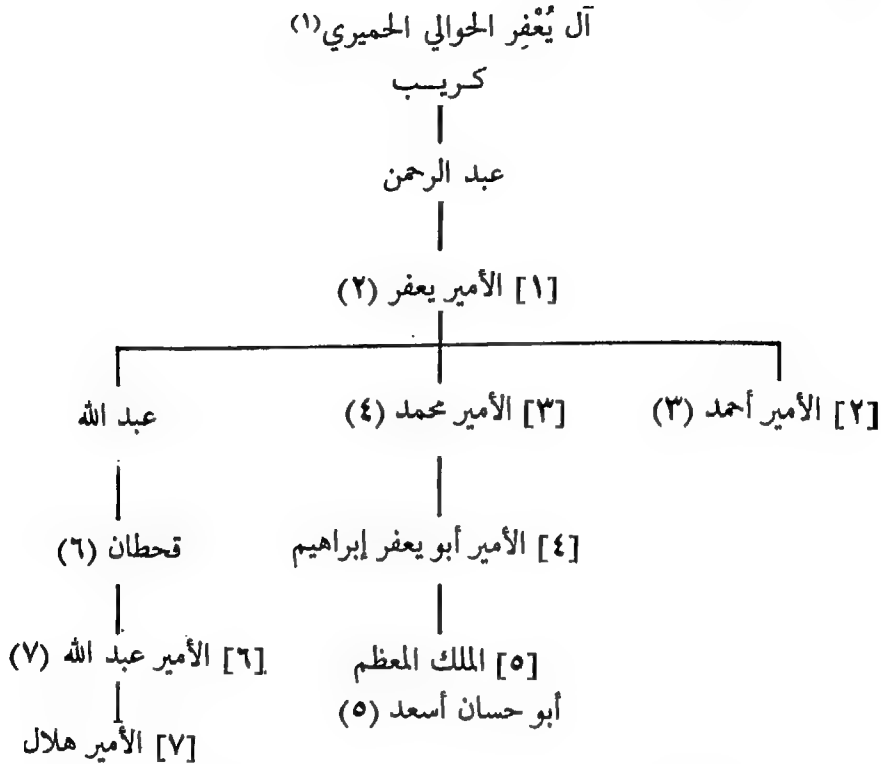 آل يُعْفِر الحوالي الحميري (١)
كريب
عبد الرحمن
[١] الأمير يعفر (٢)
[٢] الأمير أحمد (٣) [٣] الأمير محمد (٤) عبد الله
[٤] الأمير أبو يعفر إبراهيم قحطان (٦)
[٥] الملك المعظم [٦] الأمير عبد الله (٧)
أبو حسان أسعد (٥)
[٧] الأمير هلال